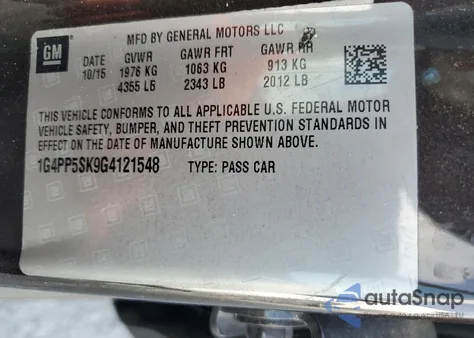 MFD BY GENERAL MOTORS LLC
GM
DATE GVWR GAWR FRT GAWR RR
10/15 1976 KG 1063 KG 913 KG
4355 LB 2343 LB 2012 LB
THIS VEHICLE CONFORMS TO ALL APPLICABLE U.S. FEDERAL MOTOR
VEHICLE SAFETY, BUMPER, AND THEFT PREVENTION STANDARDS IN
EFFECT ON THE DATE OF MANUFACTURE SHOWN ABOVE.
1G4PP5SK9G4121548 TYPE: PASS CAR
autaSnap